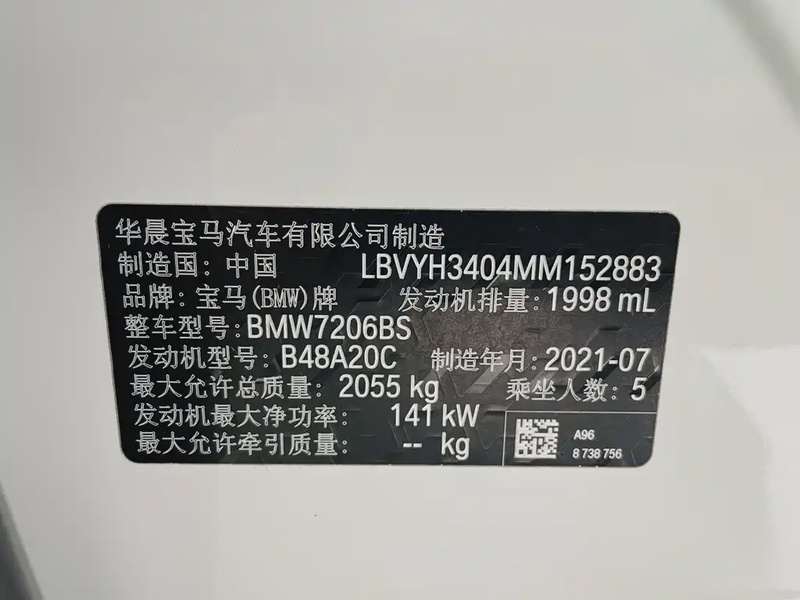 华晨宝马汽车有限公司制造
制造国：中国 LBVYH3404MM152883
品牌：宝马(BMW)牌 发动机排量：1998 mL
整车型号：BMW7206BS
发动机型号：B48A20C 制造年月：2021-07
最大允许总质量：2055 kg 乘坐人数：5
发动机最大净功率：141 kW
最大允许牵引质量：-- kg
A96
8 738 756